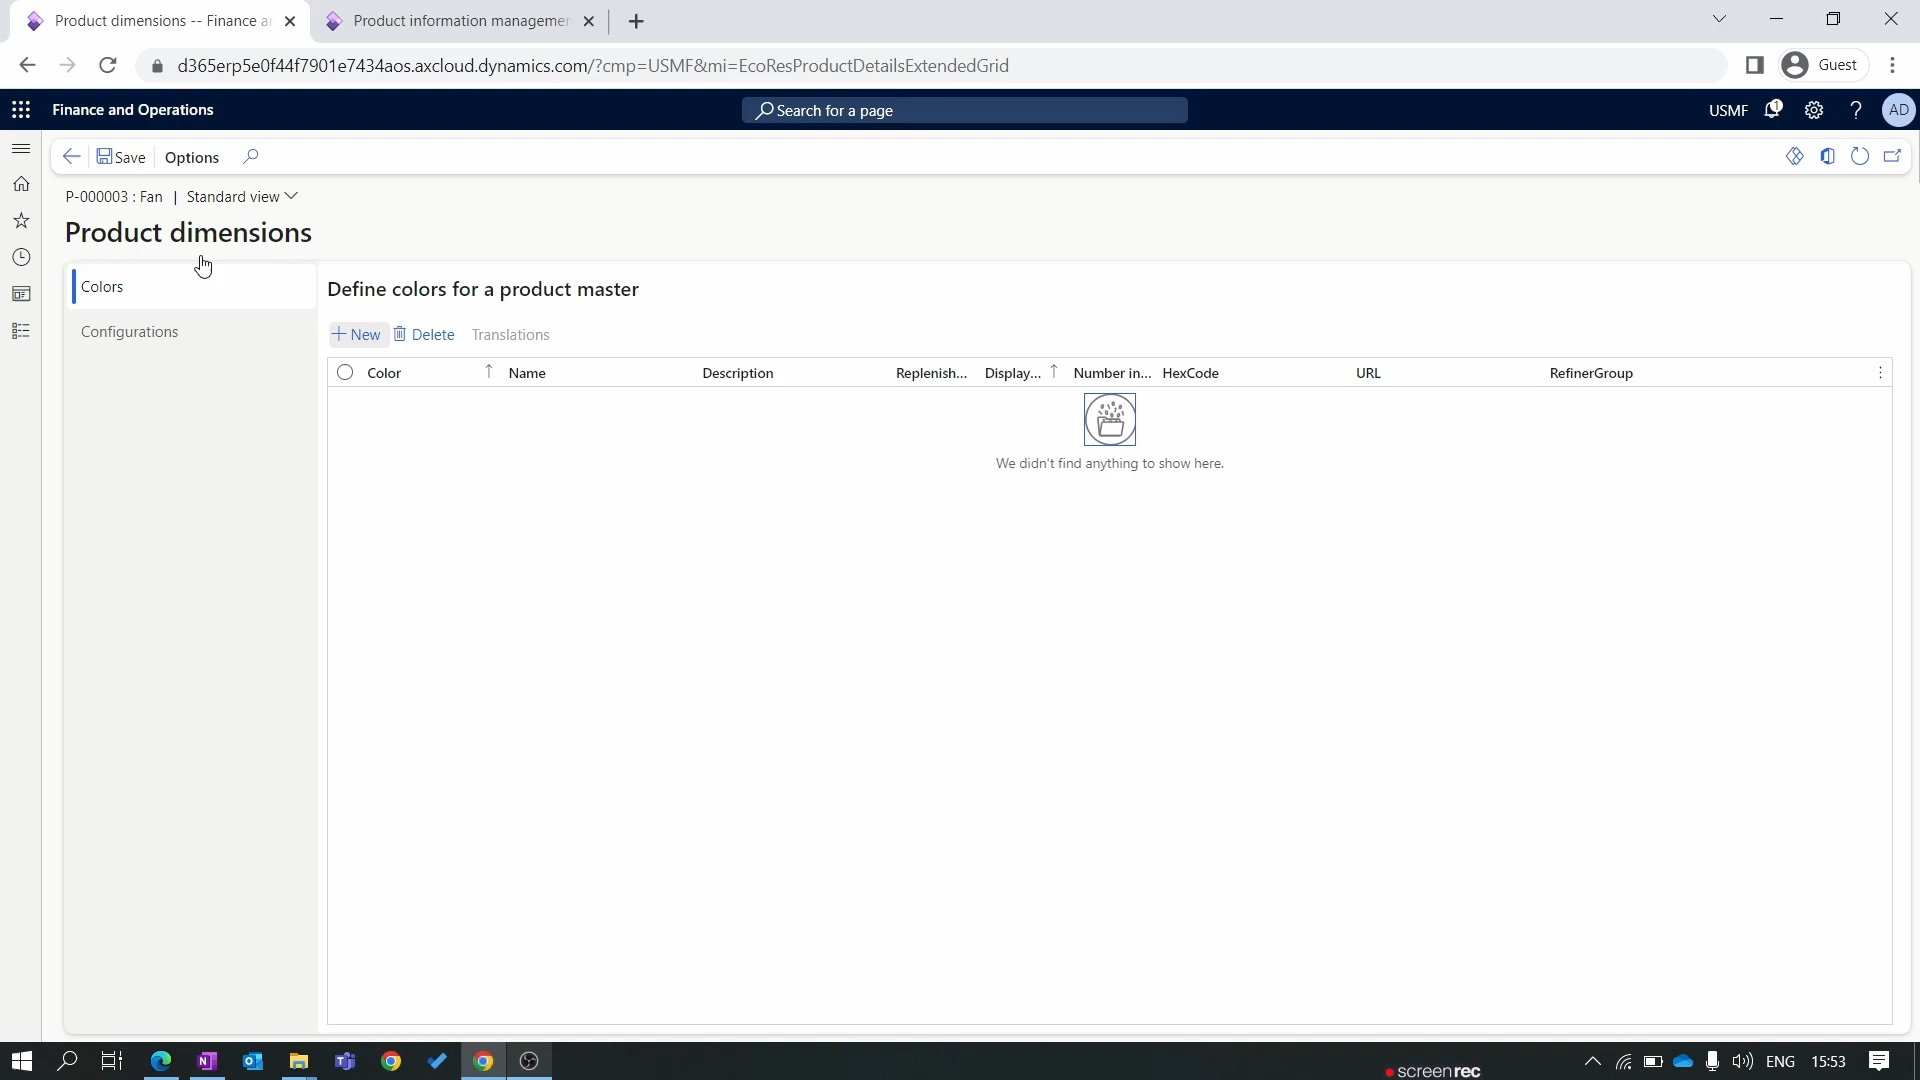 Product dimensions -- Finance a
Product information managemen
d365erp5e0f44f7901e7434aos.axcloud.dynamics.com/?cmp=USMF&mi=EcoResProductDetailsExtendedGrid
Guest
Finance and Operations
Search for a page
USMF
1
?
AD
Save
Options
P-000003 : Fan | Standard view
Product dimensions
Colors
Configurations
Define colors for a product master
New
Delete
Translations
Color
Name
Description
Replenish...
Display...
Number in...
HexCode
URL
RefinerGroup
We didn't find anything to show here.
screenrec
ENG
15:53